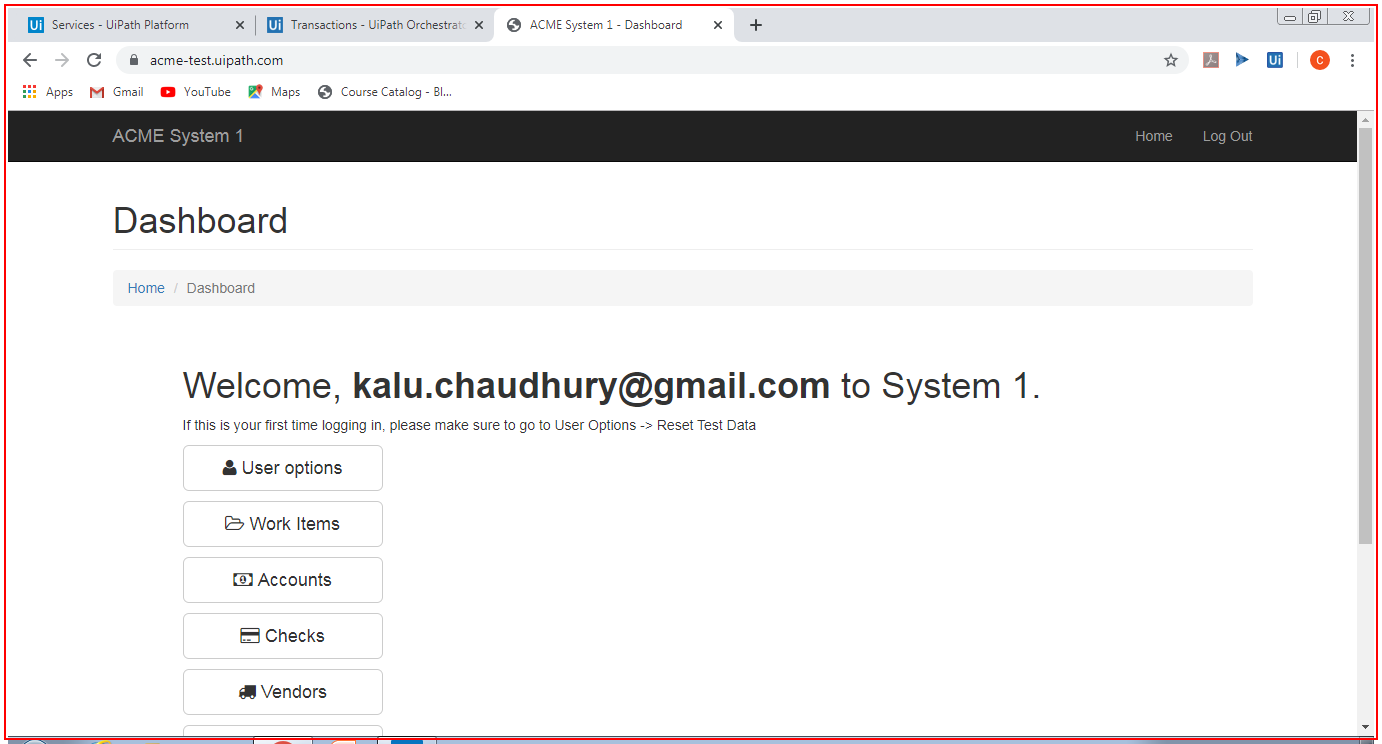 Ui Services - UiPath Platform
Ui Transactions - UiPath Orchestrato
ACME System 1 - Dashboard
acme-test.uipath.com
Ui
C
Apps
Gmail
YouTube
Maps
Course Catalog - Bl...
ACME System 1
Home
Log Out
Dashboard
Home / Dashboard
Welcome, kalu.chaudhury@gmail.com to System 1.
If this is your first time logging in, please make sure to go to User Options -> Reset Test Data
User options
Work Items
Accounts
Checks
Vendors